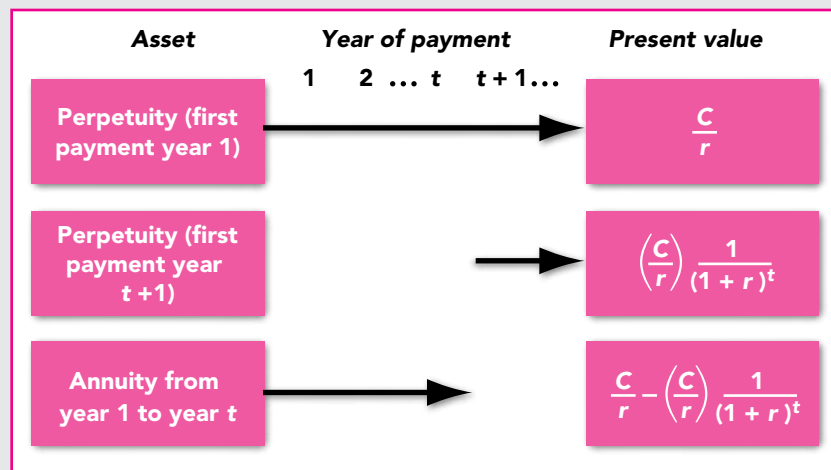 Asset Year of payment Present value
1 2 ... t t + 1...
Perpetuity (first
payment year 1)
C/r
Perpetuity (first
payment year
t +1)
(C/r) 1/(1 + r)^t
Annuity from
year 1 to year t
C/r − (C/r) 1/(1 + r)^t